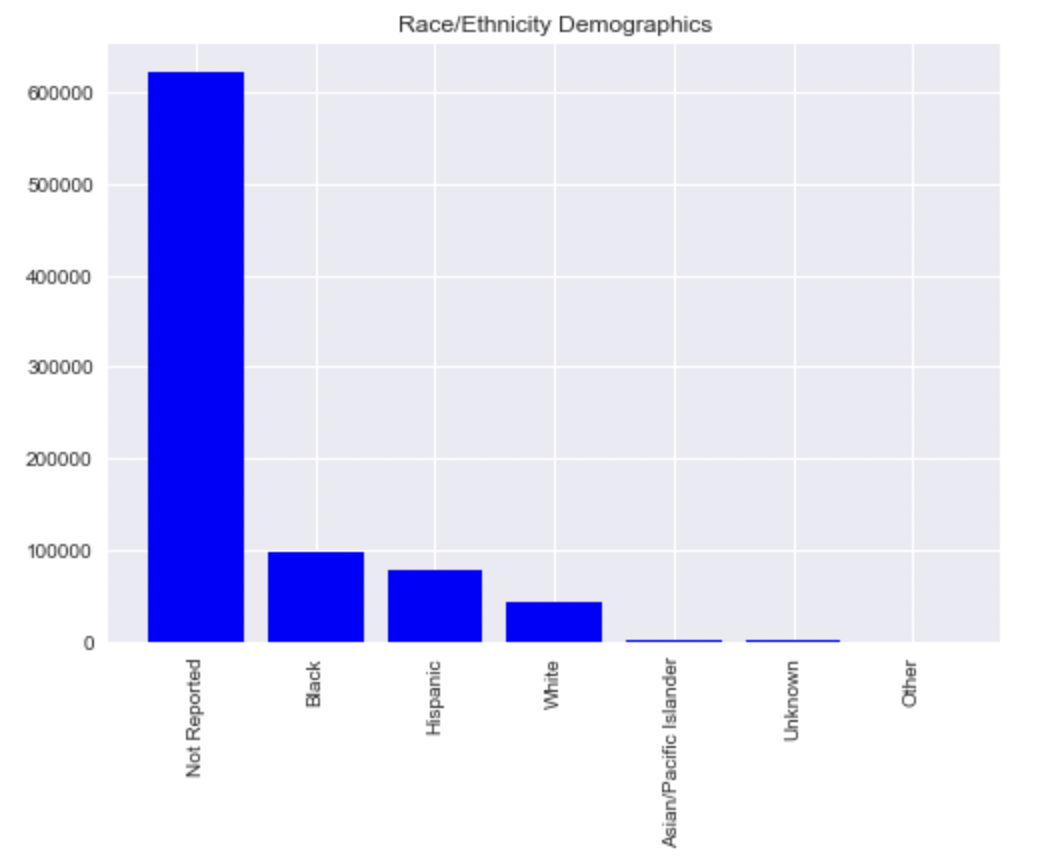 Race/Ethnicity Demographics
600000
500000
400000
300000
200000
100000
0
Not Reported
Black
Hispanic
White
Asian/Pacific Islander
Unknown
Other